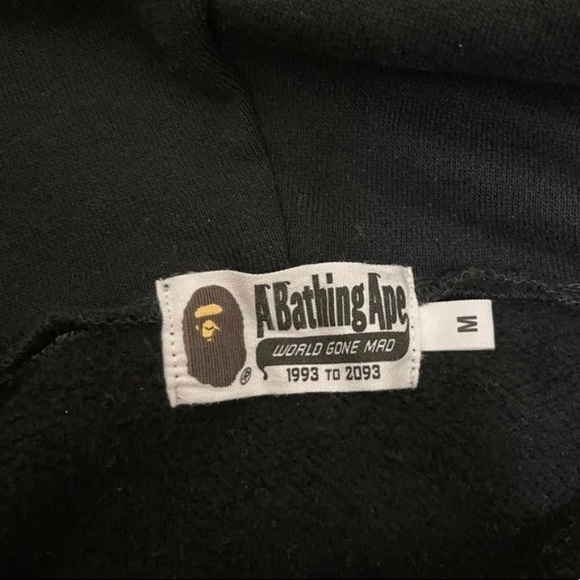 A Bathing Ape
WORLD GONE MAD
®
1993 TO 2093
M